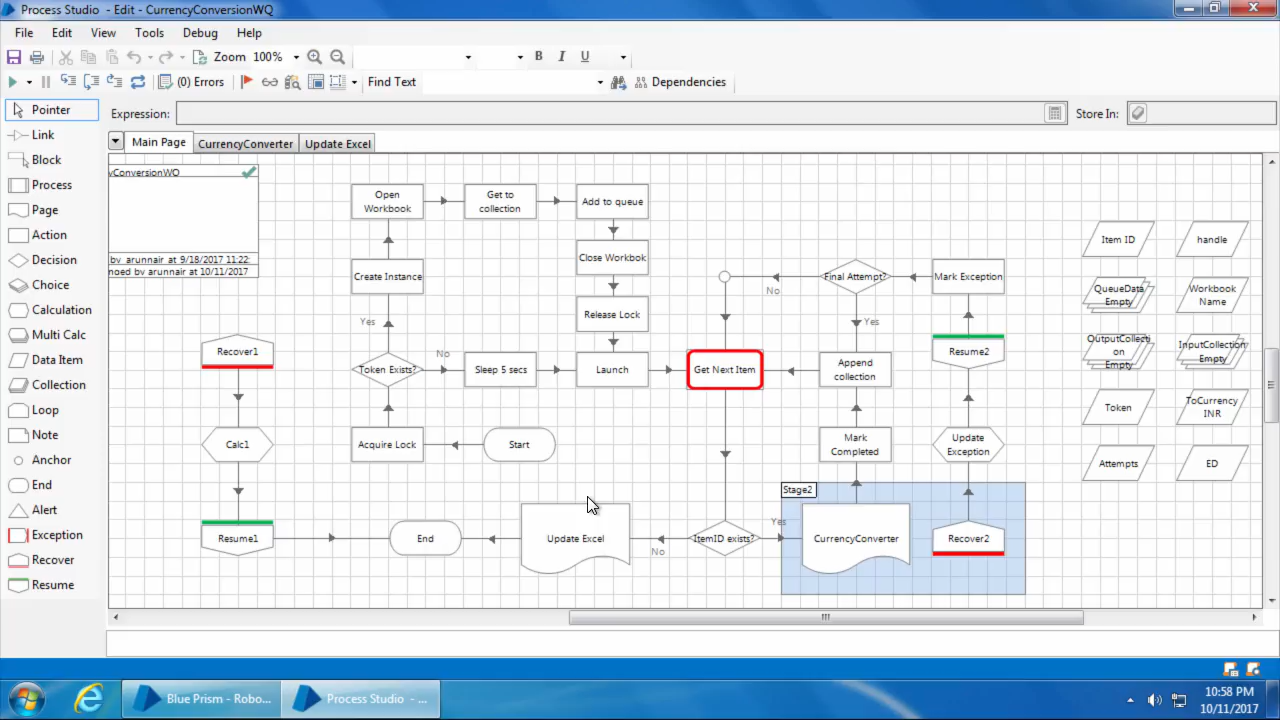 Process Studio - Edit - CurrencyConversionWQ
File Edit View Tools Debug Help
Zoom 100% B I U
(0) Errors Find Text Dependencies
Pointer
Link
Block
Process
Page
Action
Decision
Choice
Calculation
Multi Calc
Data Item
Collection
Loop
Note
Anchor
End
Alert
Exception
Recover
Resume
Expression: Store In:
Main Page CurrencyConverter Update Excel
yConversionWQ
by arunnair at 9/18/2017 11:22:
nged by arunnair at 10/11/2017
Open
Workbook
Get to
collection
Add to queue
Close Workbok
Release Lock
Create Instance
Yes
Token Exists?
No
Sleep 5 secs
Launch
Get Next Item
Acquire Lock
Start
Recover1
Calc1
Resume1
End
Update Excel
No
ItemID exists?
Yes
Stage2
CurrencyConverter
Recover2
Mark
Completed
Update
Exception
Append
collection
Resume2
Yes
No
Final Attempt?
Mark Exception
Item ID
handle
QueueData
Empty
Workbook
Name
OutputCollecti
on
Empty
InputCollection
Empty
Token
ToCurrency
INR
Attempts
ED
Blue Prism - Robo...
Process Studio - ...
10:58 PM
10/11/2017